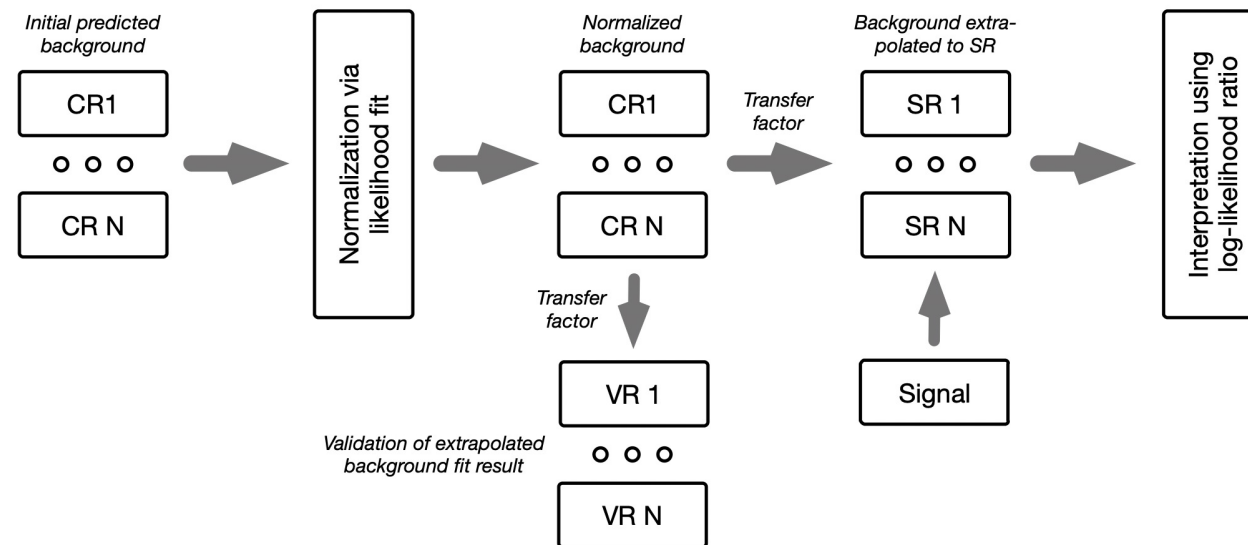 Initial predicted
background
CR1
CR N
Normalization via
likelihood fit
Normalized
background
CR1
CR N
Transfer
factor
Background extra-
polated to SR
SR 1
SR N
Interpretation using
log-likelihood ratio
Transfer
factor
VR 1
Validation of extrapolated
background fit result
VR N
Signal